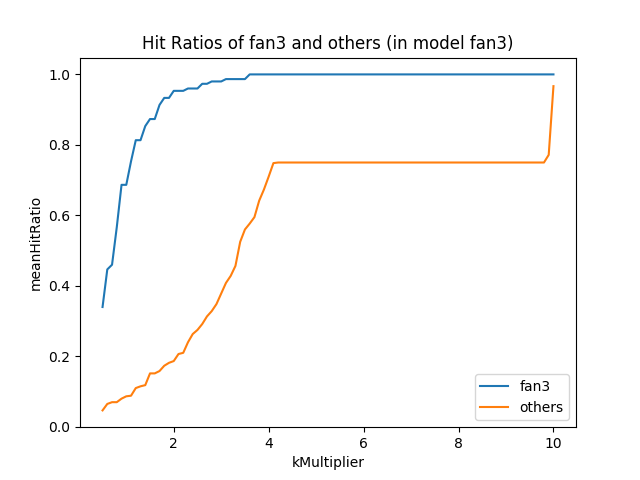 Hit Ratios of fan3 and others (in model fan3)
meanHitRatio
1.0
0.8
0.6
0.4
0.2
0.0
2
4
6
8
10
kMultiplier
fan3
others